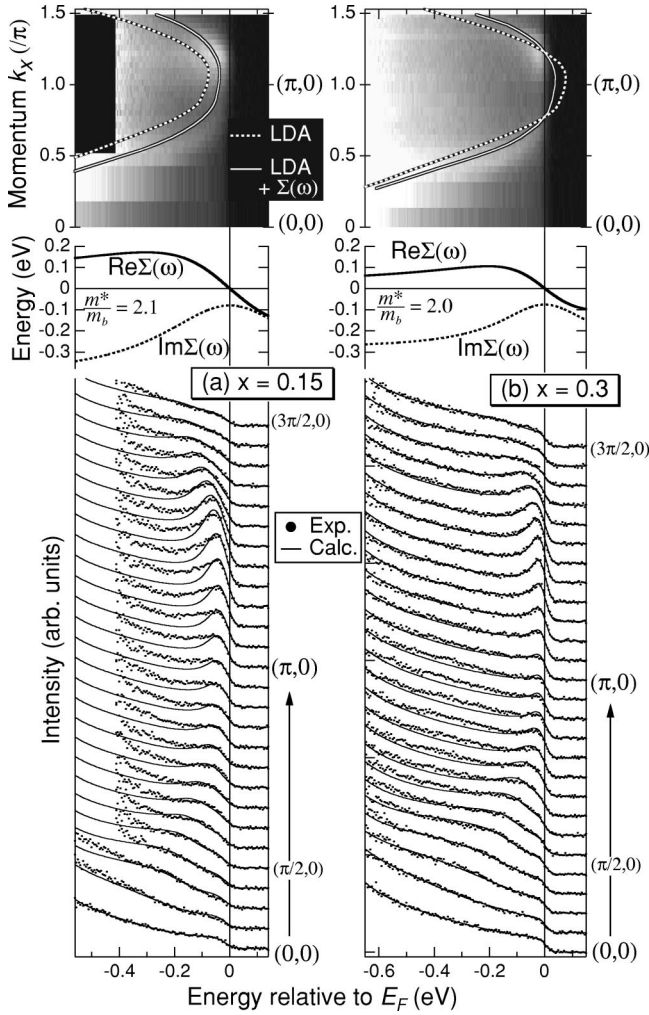 Momentum kx (/π)
1.5
1.0
0.5
0
(π,0)
(0,0)
LDA
LDA
+ Σ(ω)
1.5
1.0
0.5
0
(π,0)
(0,0)
Energy (eV)
0.2
0.1
0
-0.1
-0.2
-0.3
ReΣ(ω)
m*/mb = 2.1
ImΣ(ω)
0.2
0.1
0
-0.1
-0.2
-0.3
ReΣ(ω)
m*/mb = 2.0
ImΣ(ω)
(a) x = 0.15
(b) x = 0.3
Intensity (arb. units)
(3π/2,0)
(π,0)
(π/2,0)
(0,0)
Exp.
Calc.
(3π/2,0)
(π,0)
(π/2,0)
(0,0)
-0.4 -0.2 0
-0.6 -0.4 -0.2 0
Energy relative to EF (eV)